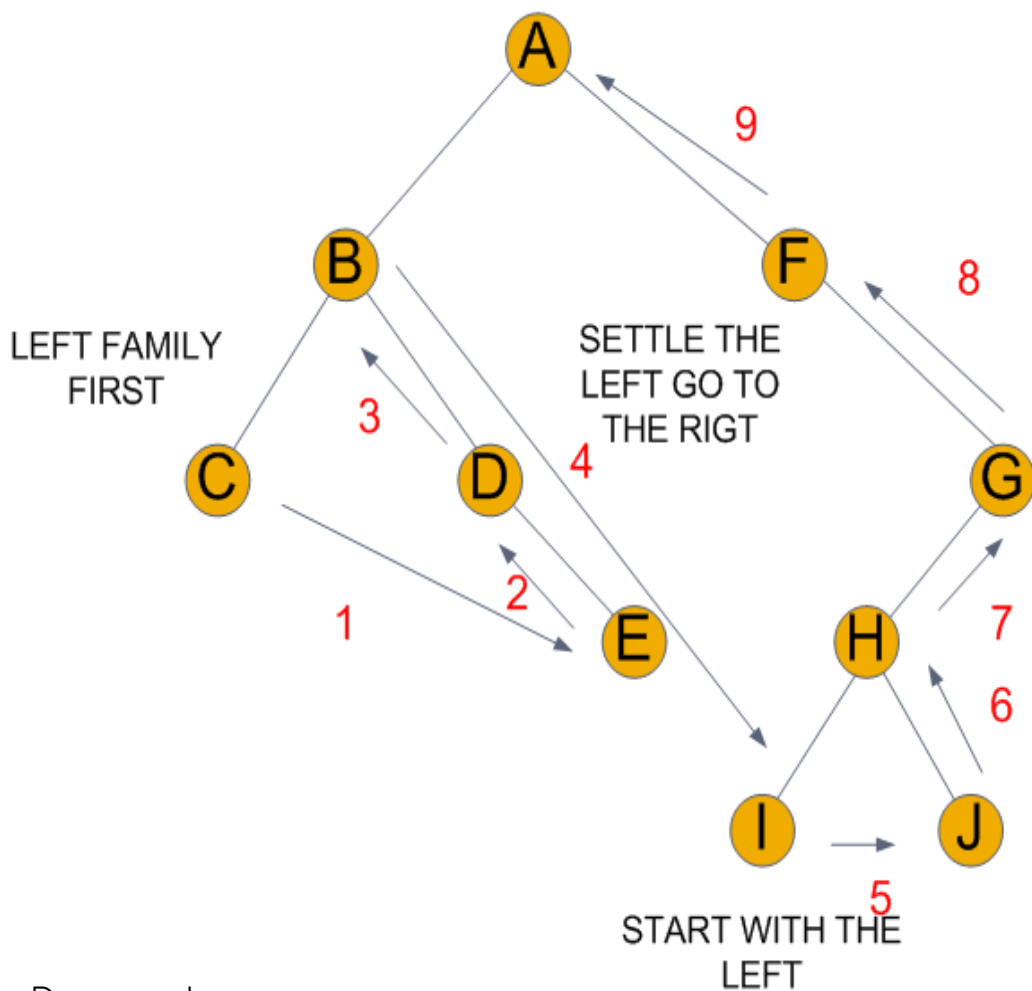 A
9
B
F
8
LEFT FAMILY
FIRST
SETTLE THE
LEFT GO TO
THE RIGT
3
4
C
D
G
1
2
E
H
7
6
I
J
5
START WITH THE
LEFT